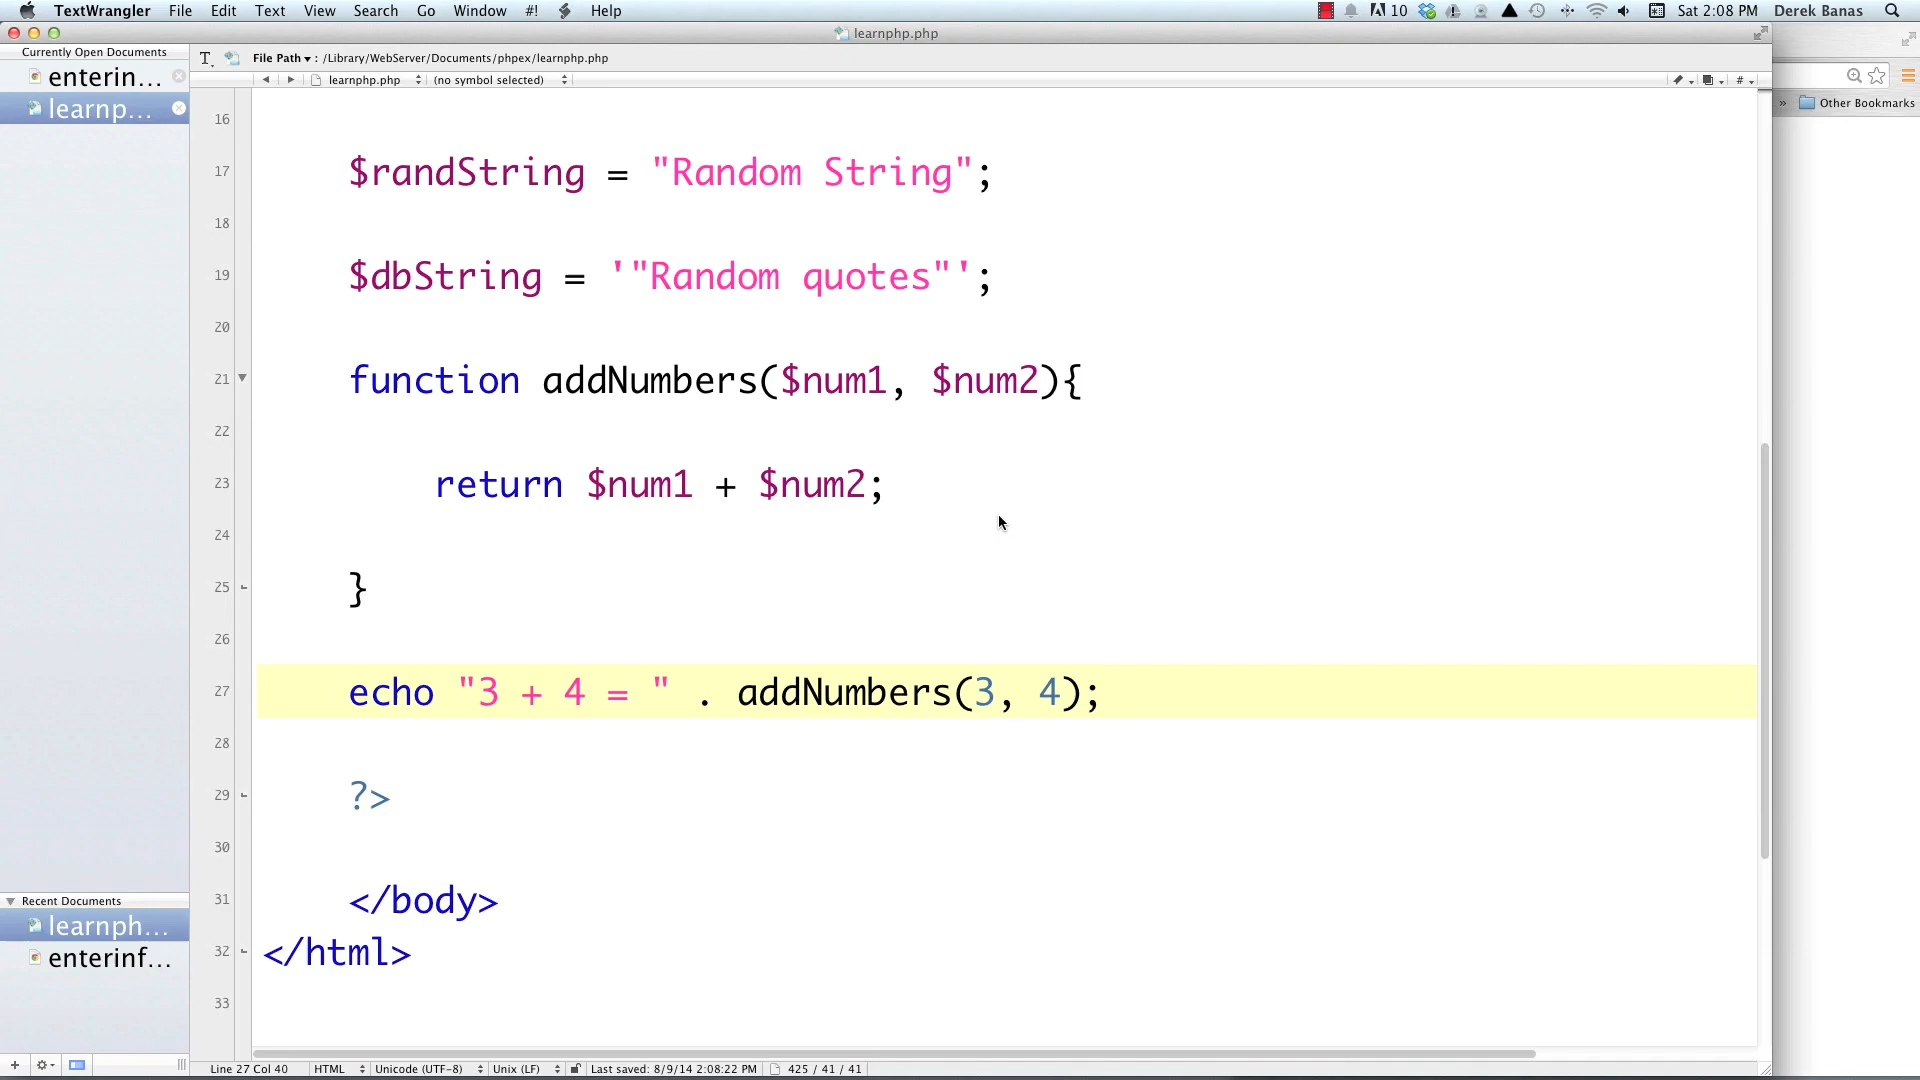 TextWrangler File Edit Text View Search Go Window #! Help 10 Sat 2:08 PM Derek Banas
learnphp.php
Currently Open Documents
enterin...
learnp...
File Path ▾ : /Library/WebServer/Documents/phpex/learnphp.php
learnphp.php (no symbol selected) #
» Other Bookmarks
16
17 $randString = "Random String";
18
19 $dbString = '"Random quotes"';
20
21 function addNumbers($num1, $num2){
22
23 return $num1 + $num2;
24
25 }
26
27 echo "3 + 4 = " . addNumbers(3, 4);
28
29 ?>
30
31 </body>
32 </html>
33
Recent Documents
learnph...
enterinf...
Line 27 Col 40 HTML Unicode (UTF-8) Unix (LF) Last saved: 8/9/14 2:08:22 PM 425 / 41 / 41